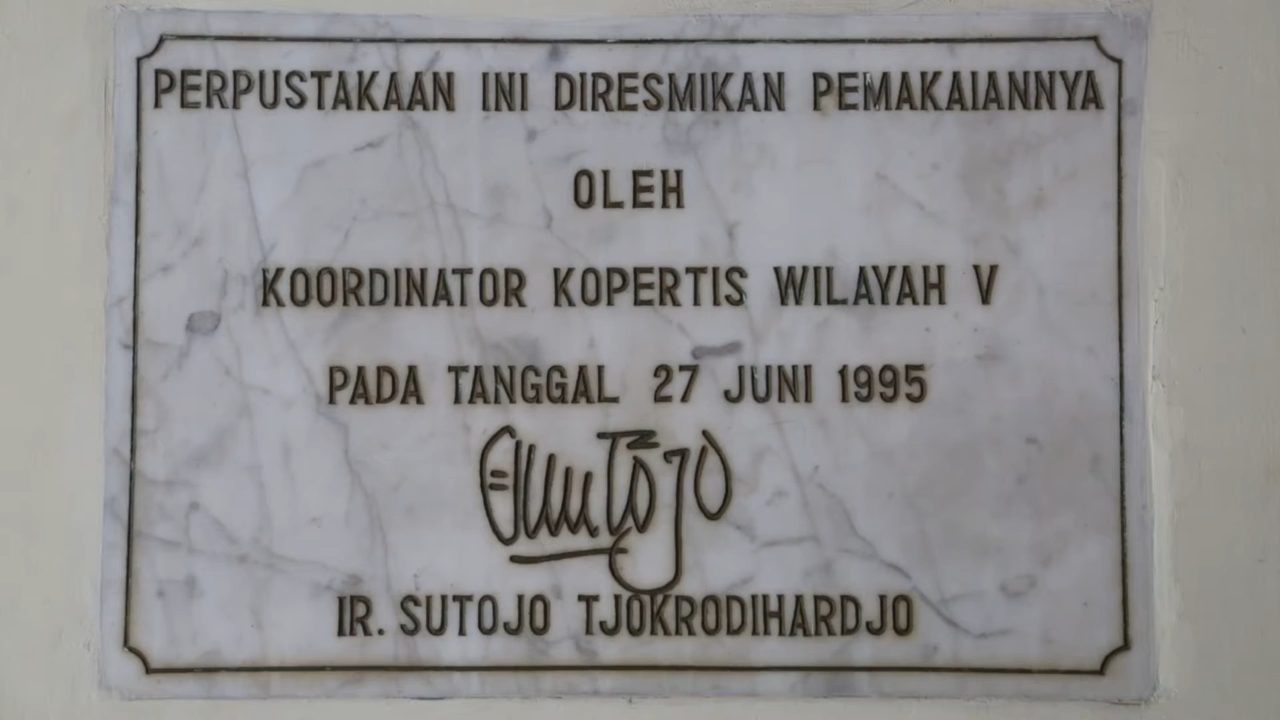 PERPUSTAKAAN INI DIRESMIKAN PEMAKAIANNYA
OLEH
KOORDINATOR KOPERTIS WILAYAH V
PADA TANGGAL 27 JUNI 1995
IR. SUTOJO TJOKRODIHARDJO